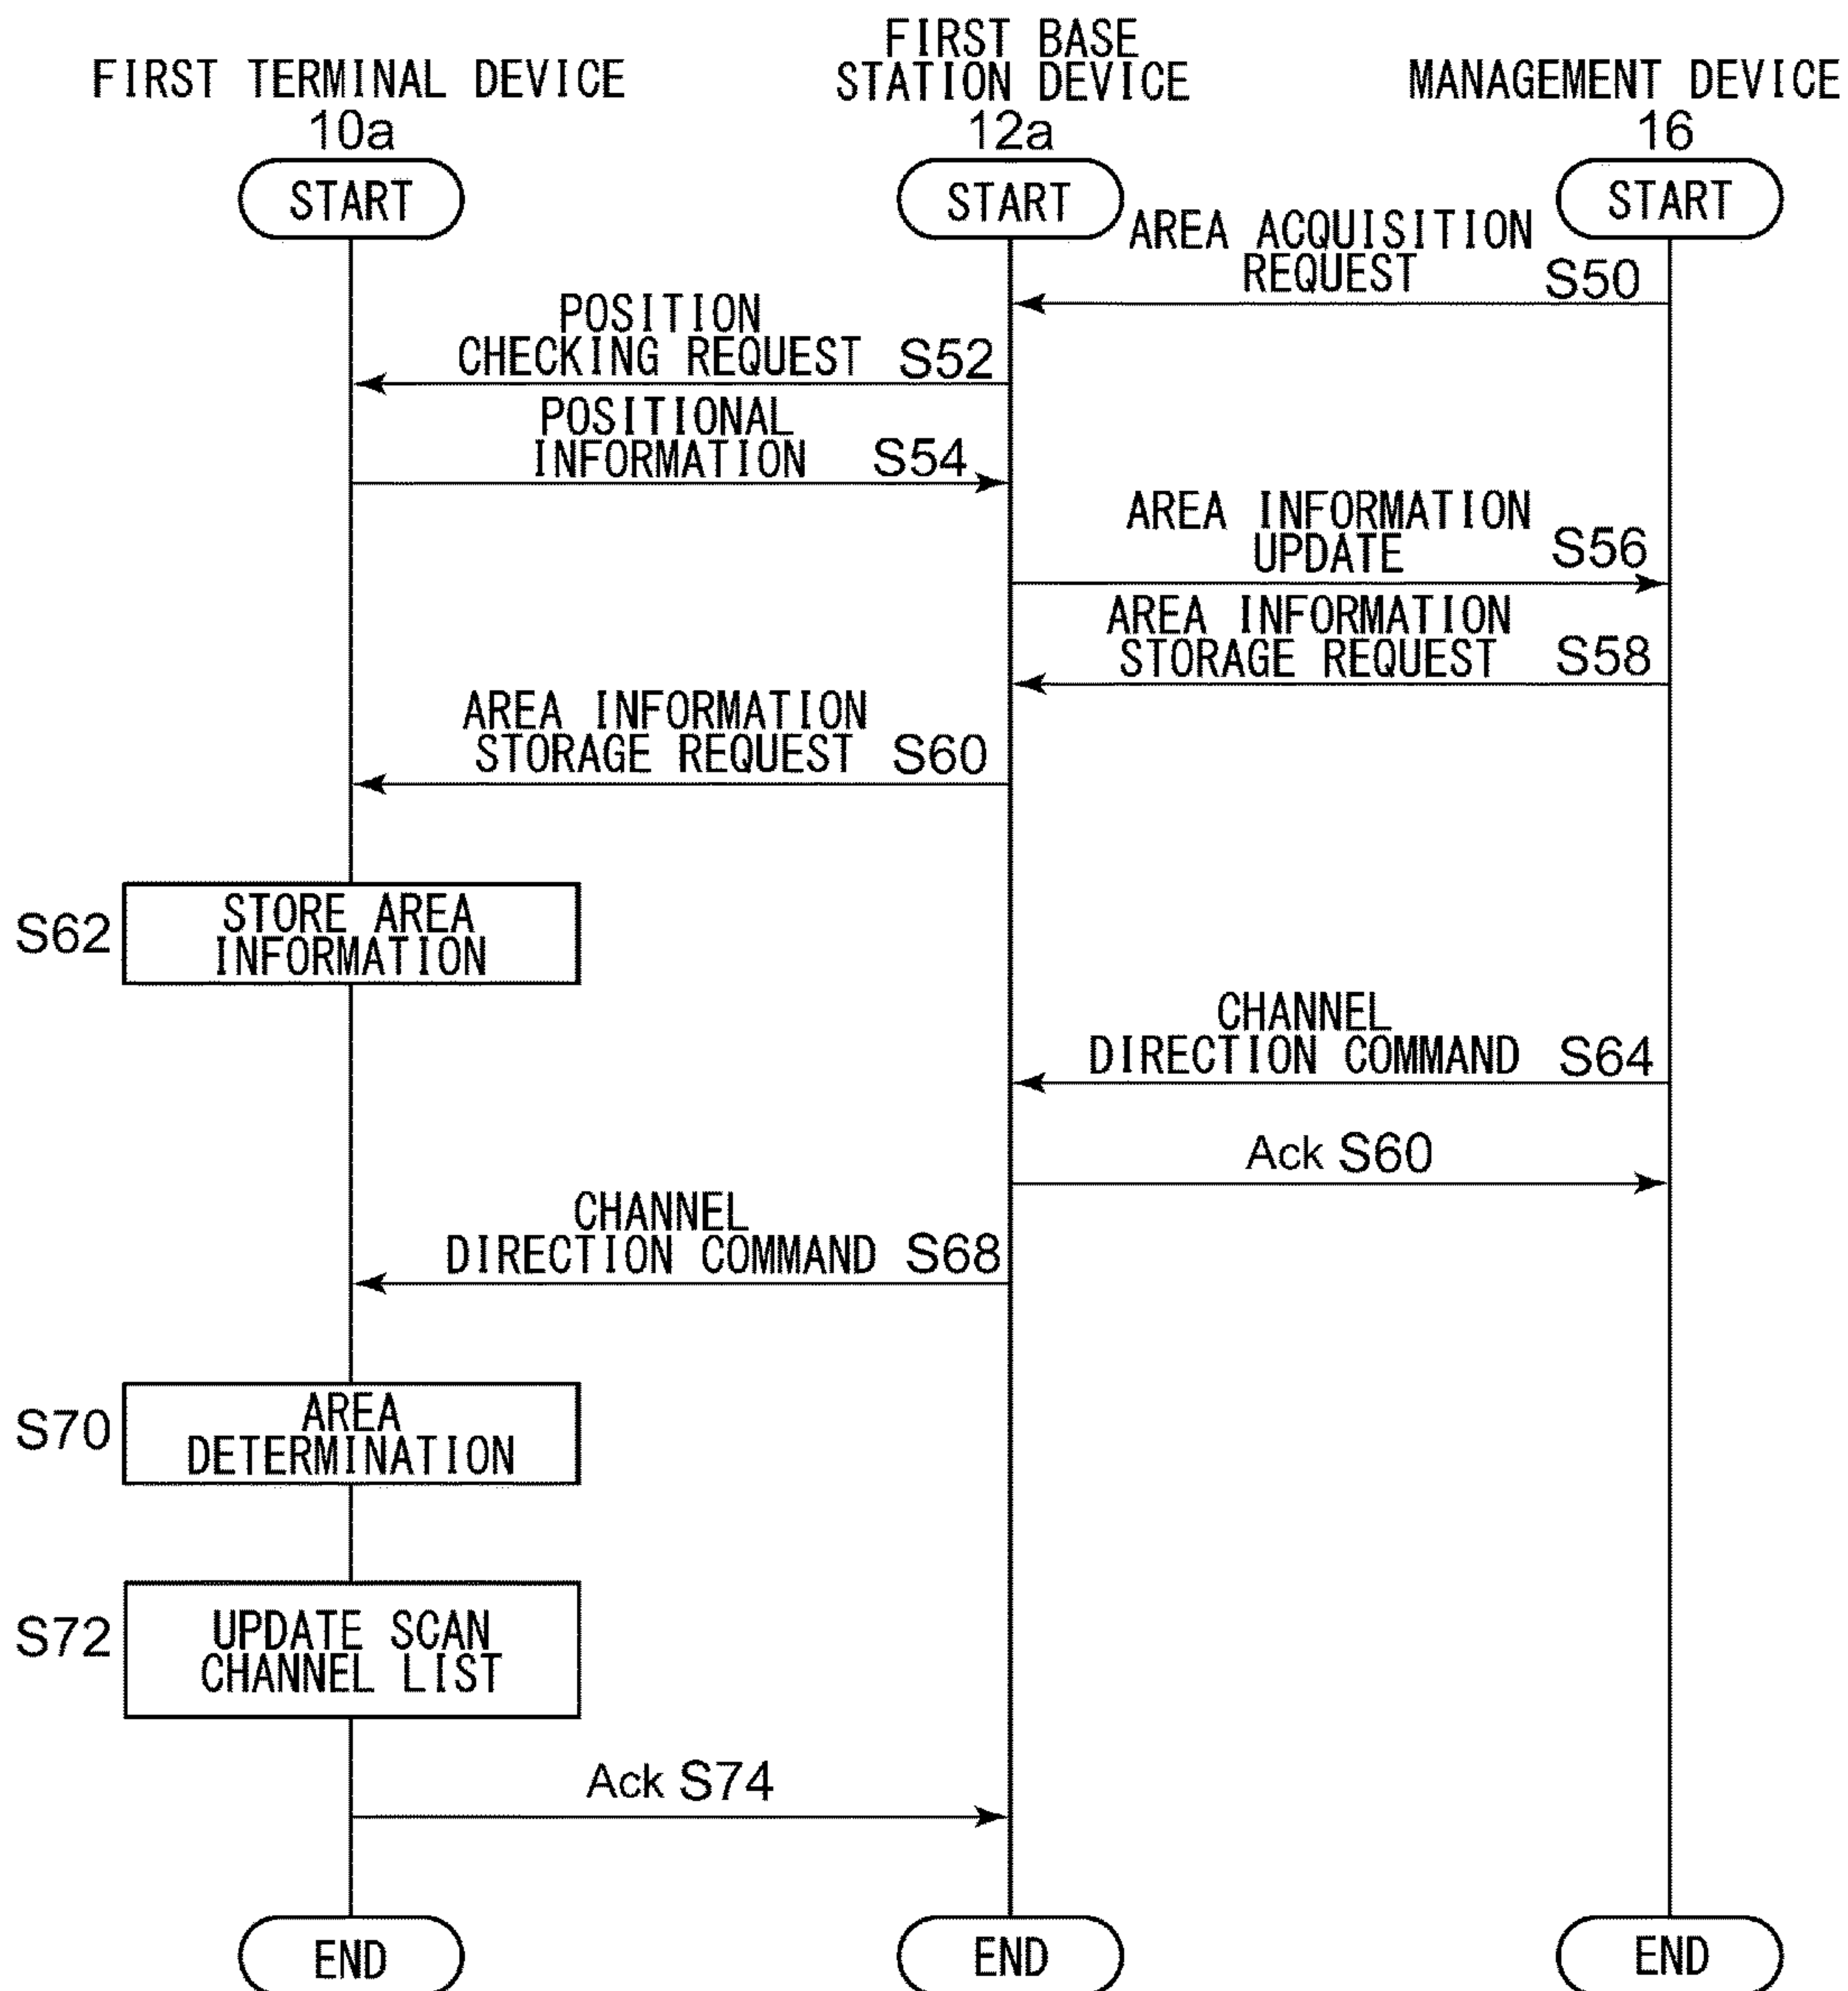 FIRST TERMINAL DEVICE
10a
FIRST BASE
STATION DEVICE
12a
MANAGEMENT DEVICE
16
START
START
START
AREA ACQUISITION
REQUEST S50
POSITION
CHECKING REQUEST S52
POSITIONAL
INFORMATION S54
AREA INFORMATION
UPDATE S56
AREA INFORMATION
STORAGE REQUEST S58
AREA INFORMATION
STORAGE REQUEST S60
S62
STORE AREA
INFORMATION
CHANNEL
DIRECTION COMMAND S64
Ack S60
CHANNEL
DIRECTION COMMAND S68
S70
AREA
DETERMINATION
S72
UPDATE SCAN
CHANNEL LIST
Ack S74
END
END
END